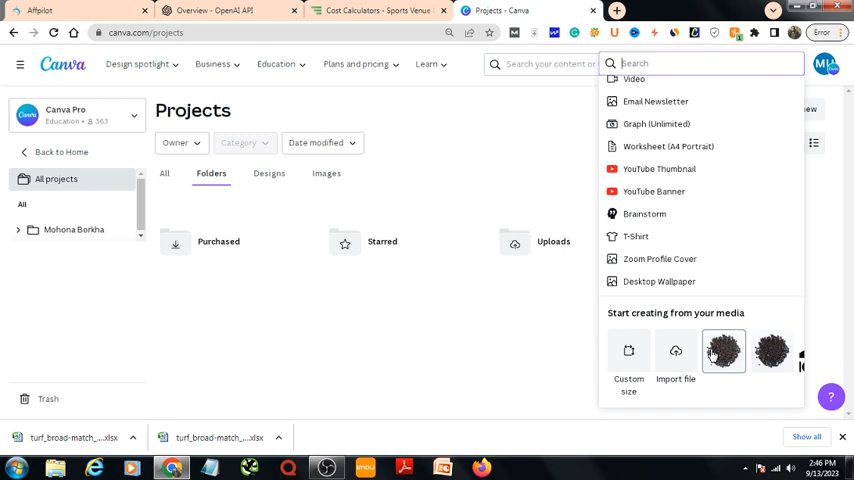 Affpilot
Overview - OpenAI API
Cost Calculators - Sports Venue
Projects - Canva
canva.com/projects
Error
Canva
Design spotlight
Business
Education
Plans and pricing
Learn
Search your content or
Search
Canva Pro
Education • 363
Back to Home
All projects
All
Mohona Borkha
Trash
Projects
Owner
Category
Date modified
All
Folders
Designs
Images
Purchased
Starred
Uploads
Video
Email Newsletter
Graph (Unlimited)
Worksheet (A4 Portrait)
YouTube Thumbnail
YouTube Banner
Brainstorm
T-Shirt
Zoom Profile Cover
Desktop Wallpaper
Start creating from your media
Custom
size
Import file
?
turf_broad-match_....xlsx
turf_broad-match_....xlsx
Show all
2:46 PM
9/13/2023